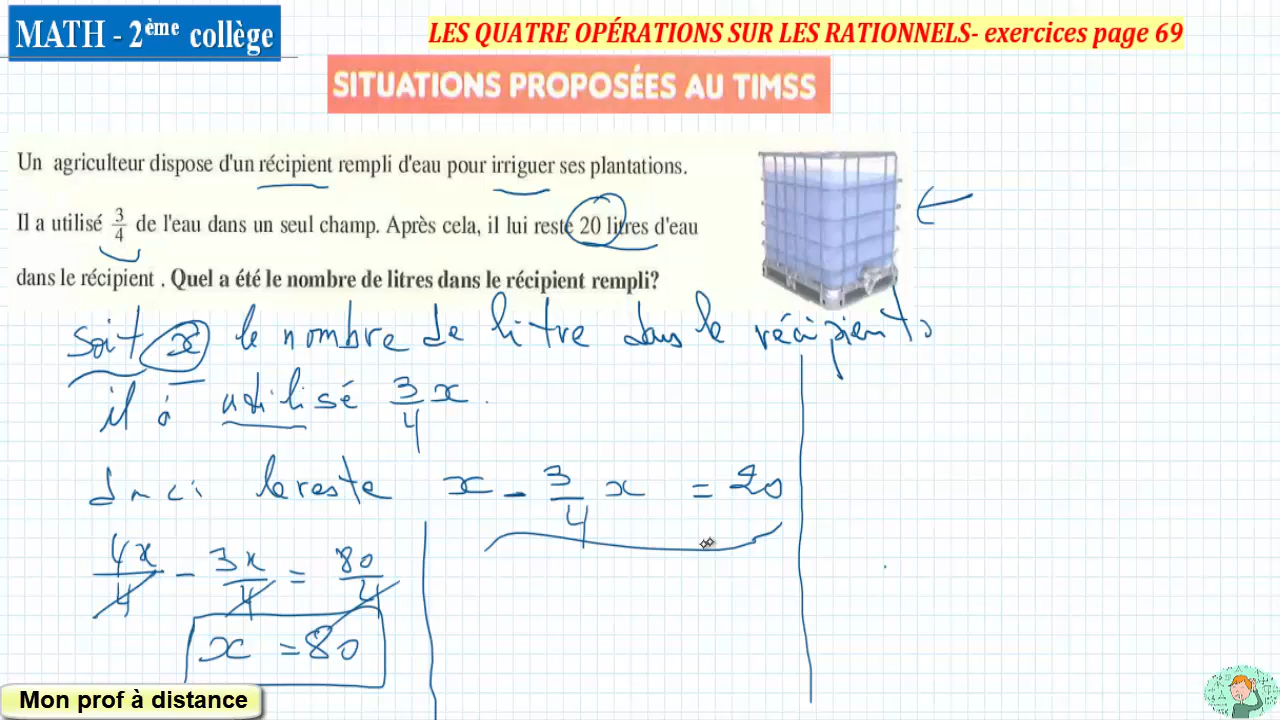 MATH - 2ème collège
LES QUATRE OPÉRATIONS SUR LES RATIONNELS- exercices page 69
SITUATIONS PROPOSÉES AU TIMSS
Un agriculteur dispose d'un récipient rempli d'eau pour irriguer ses plantations.
Il a utilisé 3/4 de l'eau dans un seul champ. Après cela, il lui reste 20 litres d'eau
dans le récipient . Quel a été le nombre de litres dans le récipient rempli?
soit x le nombre de litre dans le récipient
il a utilisé 3/4 x .
le reste x - 3/4 x = 20
4x/4 - 3x/4 = 80/4
x = 80
Mon prof à distance